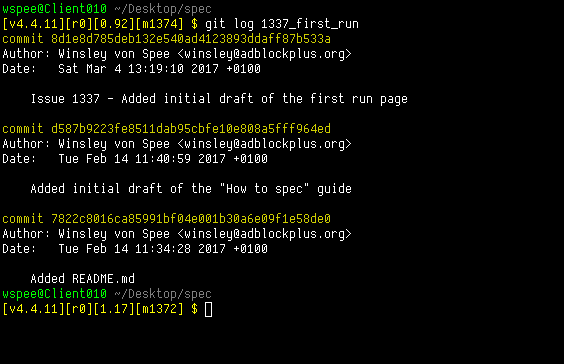 wspee@Client010 ~/Desktop/spec
[v4.4.11][r0][0.92][m1374] $ git log 1337_first_run
commit 8d1e8d785deb132e540ad4123893ddaff87b533a
Author: Winsley von Spee <winsley@adblockplus.org>
Date:   Sat Mar 4 13:19:10 2017 +0100
Issue 1337 - Added initial draft of the first run page
commit d587b9223fe8511dab95cbfe10e808a5fff964ed
Author: Winsley von Spee <winsley@adblockplus.org>
Date:   Tue Feb 14 11:40:59 2017 +0100
Added initial draft of the "How to spec" guide
commit 7822c8016ca85991bf04e001b30a6e09f1e58de0
Author: Winsley von Spee <winsley@adblockplus.org>
Date:   Tue Feb 14 11:34:28 2017 +0100
Added README.md
wspee@Client010 ~/Desktop/spec
[v4.4.11][r0][1.17][m1372] $